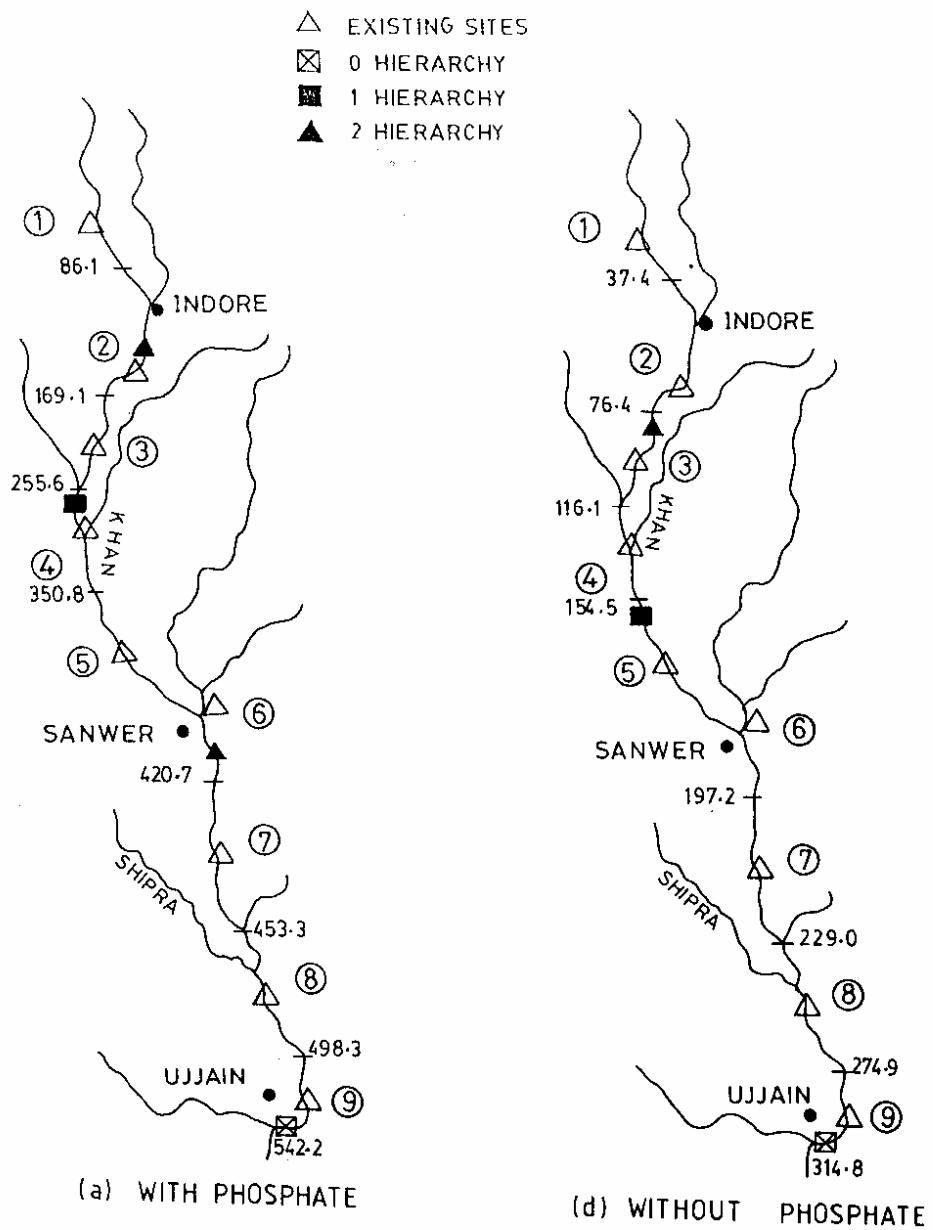 EXISTING SITES
0 HIERARCHY
1 HIERARCHY
2 HIERARCHY
①
86.1
INDORE
②
169.1
③
255.6
KHAN
④
350.8
⑤
⑥
SANWER
420.7
⑦
SHIPRA
453.3
⑧
498.3
UJJAIN
⑨
542.2
(a) WITH PHOSPHATE
①
37.4
INDORE
②
76.4
③
116.1
KHAN
④
154.5
⑤
⑥
SANWER
197.2
⑦
SHIPRA
229.0
⑧
274.9
UJJAIN
⑨
314.8
(d) WITHOUT PHOSPHATE